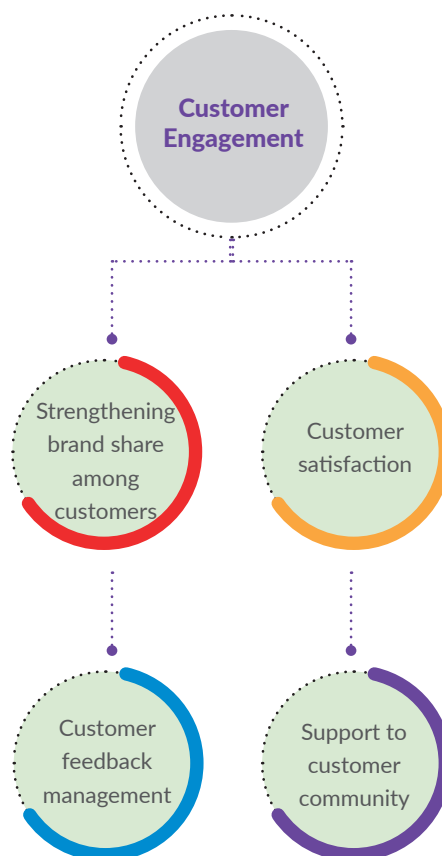 Customer
Engagement
Strengthening
brand share
among
customers
Customer
satisfaction
Customer
feedback
management
Support to
customer
community